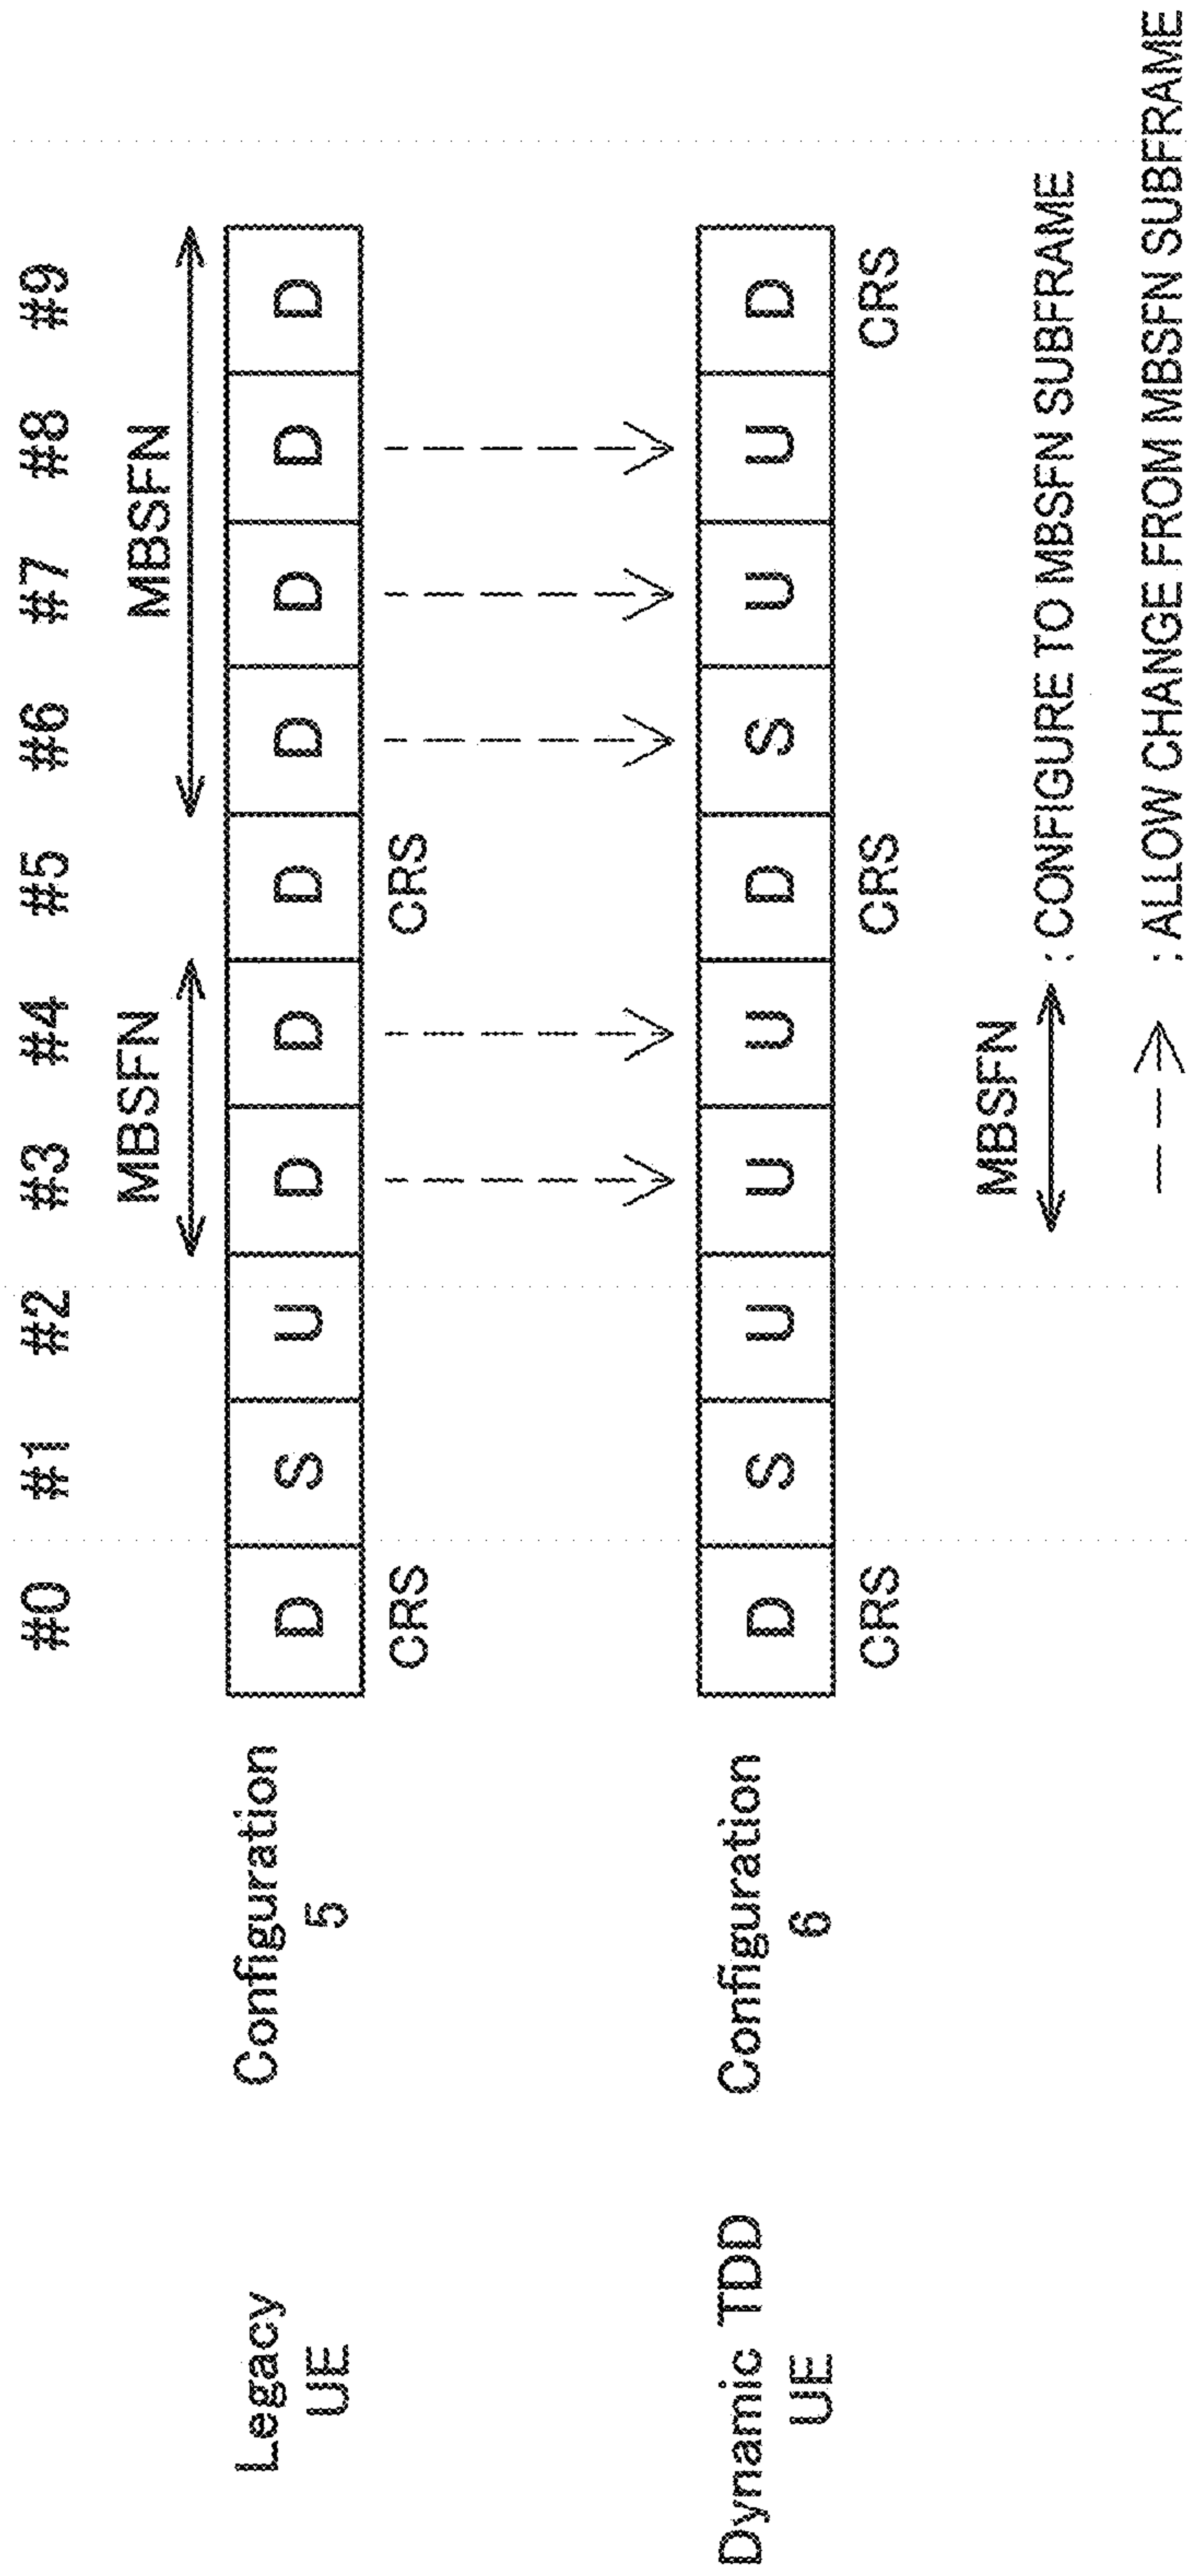 #0 #1 #2 #3 #4 #5 #6 #7 #8 #9
MBSFN MBSFN
Legacy UE Configuration 5 D S U D D D D D D D
CRS CRS
Dynamic TDD UE Configuration 6 D S U U U D S U U D
CRS CRS CRS
MBSFN : CONFIGURE TO MBSFN SUBFRAME
: ALLOW CHANGE FROM MBSFN SUBFRAME